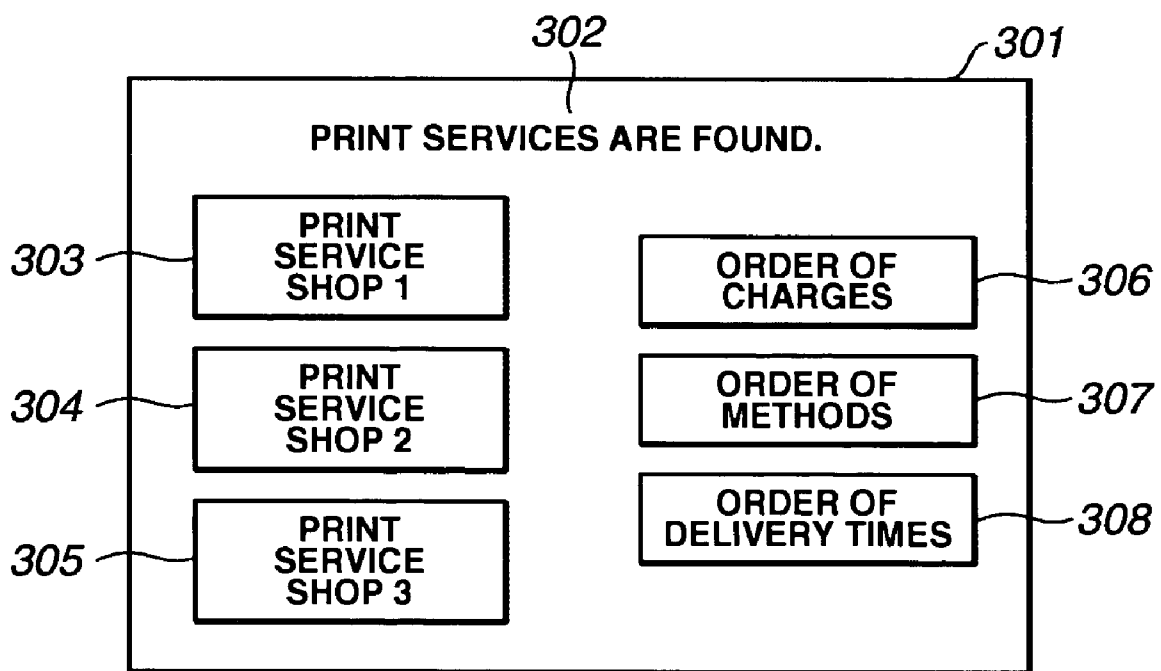 302
301
PRINT SERVICES ARE FOUND.
PRINT
SERVICE
SHOP 1
303
ORDER OF
CHARGES
306
PRINT
SERVICE
SHOP 2
304
ORDER OF
METHODS
307
PRINT
SERVICE
SHOP 3
305
ORDER OF
DELIVERY TIMES
308